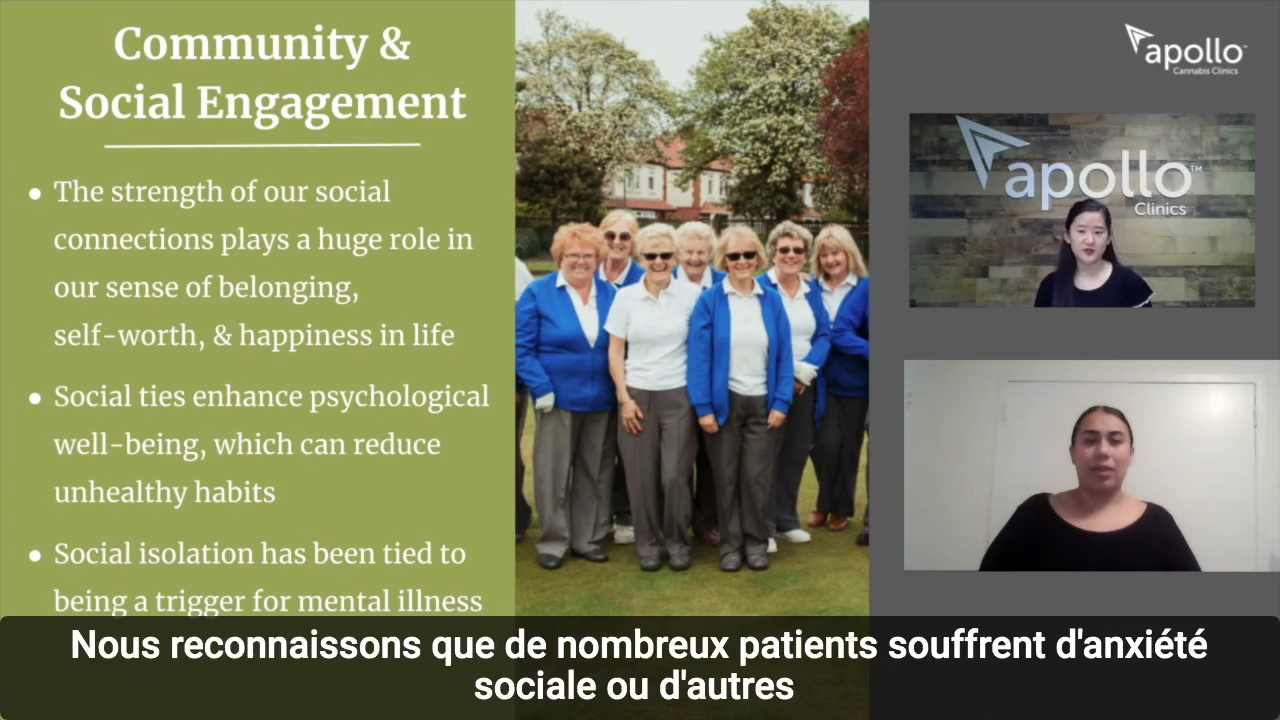 Community &
Social Engagement
• The strength of our social
connections plays a huge role in
our sense of belonging,
self-worth, & happiness in life
• Social ties enhance psychological
well-being, which can reduce
unhealthy habits
• Social isolation has been tied to
being a trigger for mental illness
apollo™
Cannabis Clinics
apollo™
Clinics
Nous reconnaissons que de nombreux patients souffrent d'anxiété
sociale ou d'autres